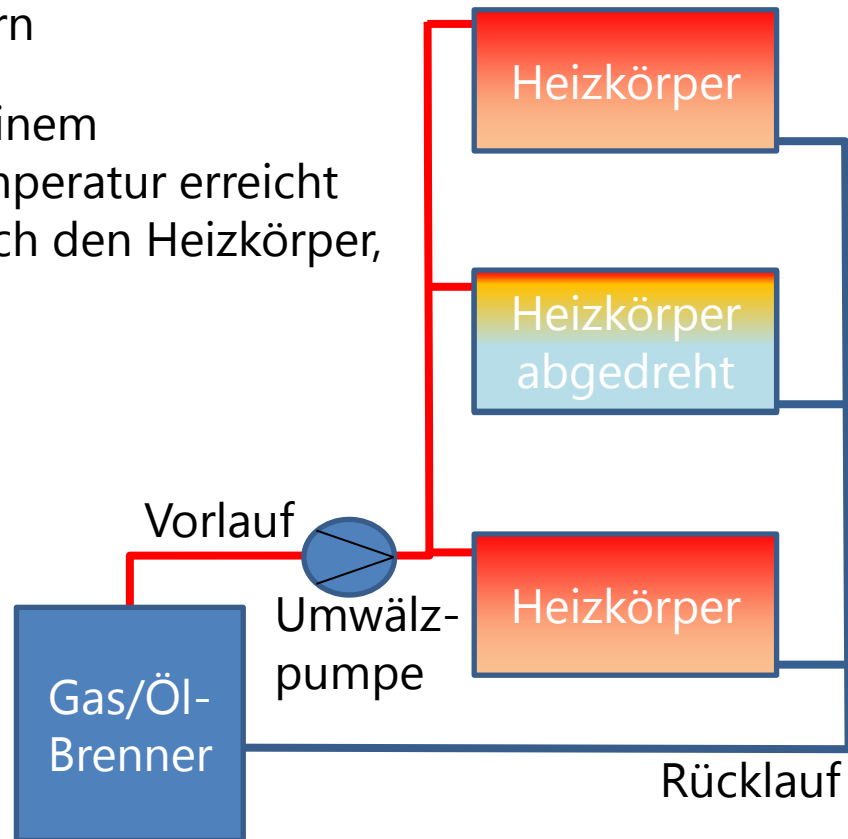 rn
inem
nperatur erreicht
ch den Heizkörper,
Heizkörper
Heizkörper
abgedreht
Vorlauf
Umwälz-
pumpe
Heizkörper
Gas/Öl-
Brenner
Rücklauf